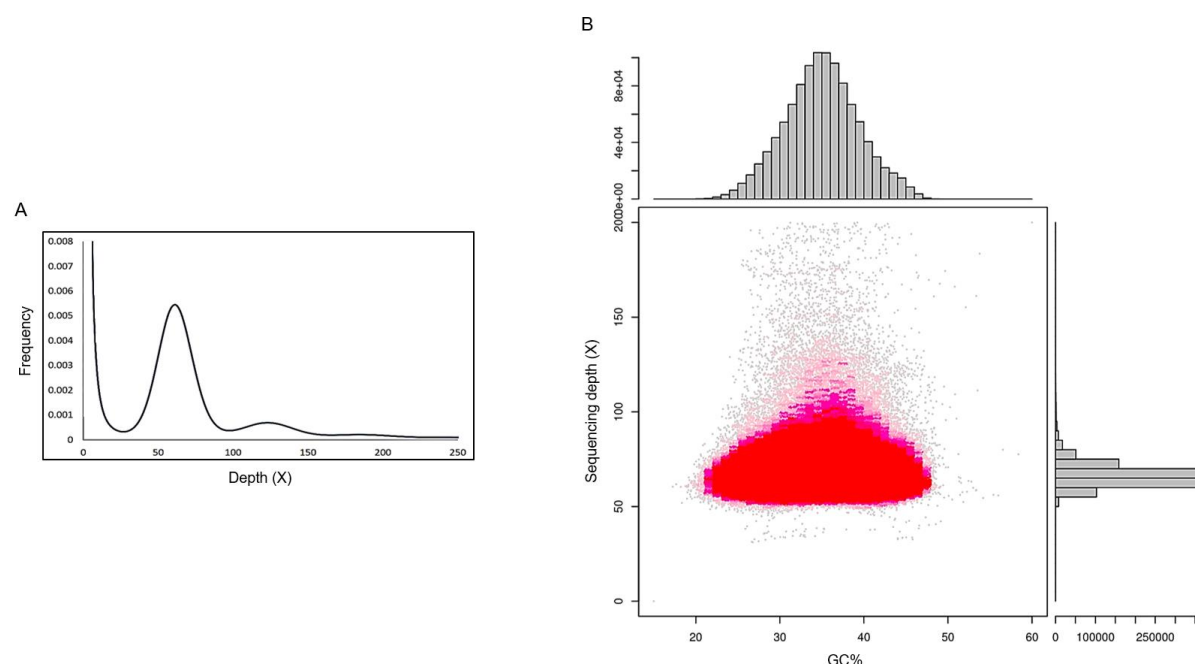 A
0.008
0.007
0.006
0.005
0.004
0.003
0.002
0.001
0
Frequency
0 50 100 150 200 250
Depth (X)
B
8e+04
4e+04
0e+00
200
150
100
50
0
Sequencing depth (X)
20 30 40 50 60
GC%
0 100000 250000